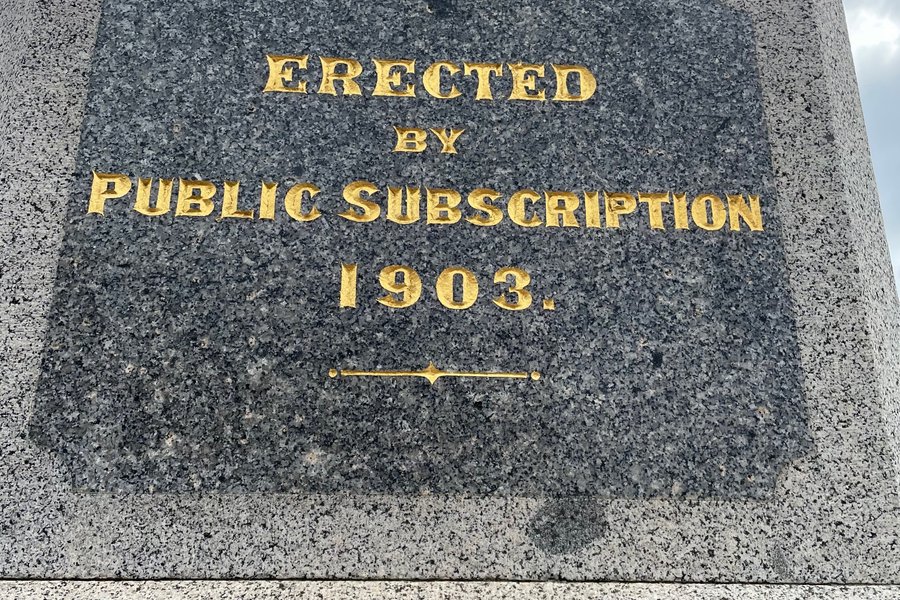 ERECTED
BY
PUBLIC SUBSCRIPTION
1903.